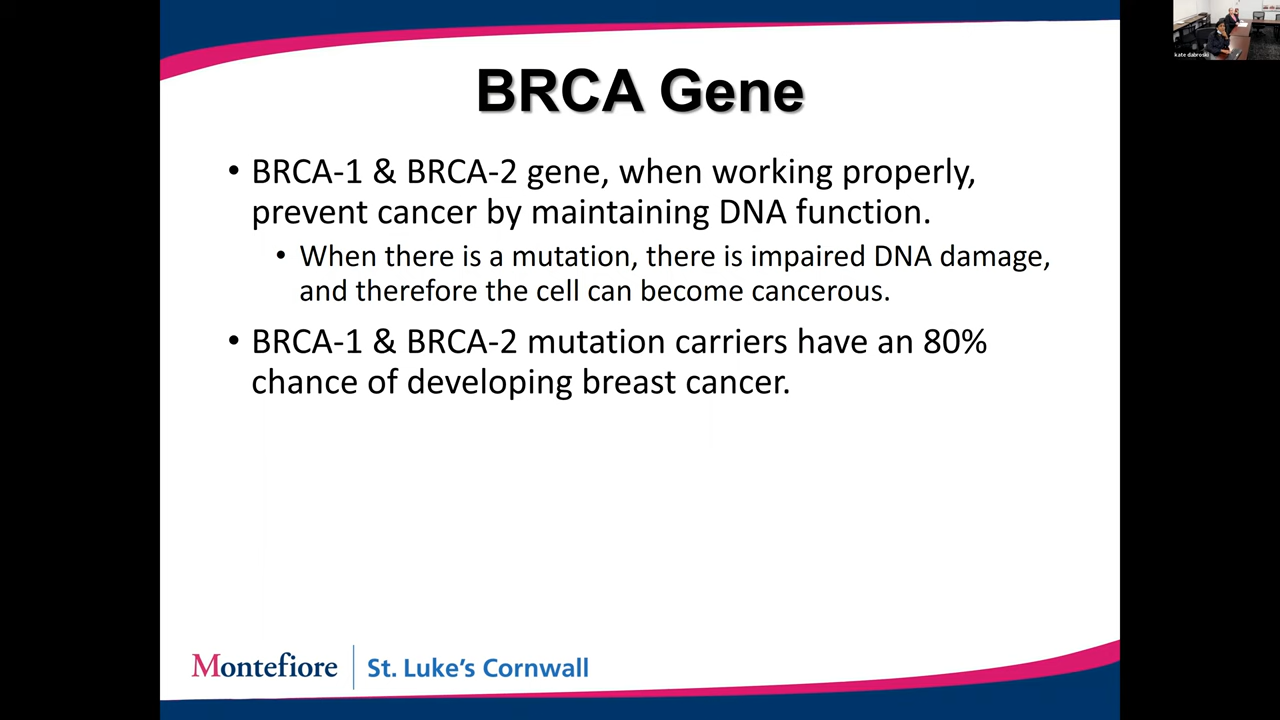 kate dabroski
BRCA Gene
• BRCA-1 & BRCA-2 gene, when working properly,
prevent cancer by maintaining DNA function.
• When there is a mutation, there is impaired DNA damage,
and therefore the cell can become cancerous.
• BRCA-1 & BRCA-2 mutation carriers have an 80%
chance of developing breast cancer.
Montefiore | St. Luke's Cornwall